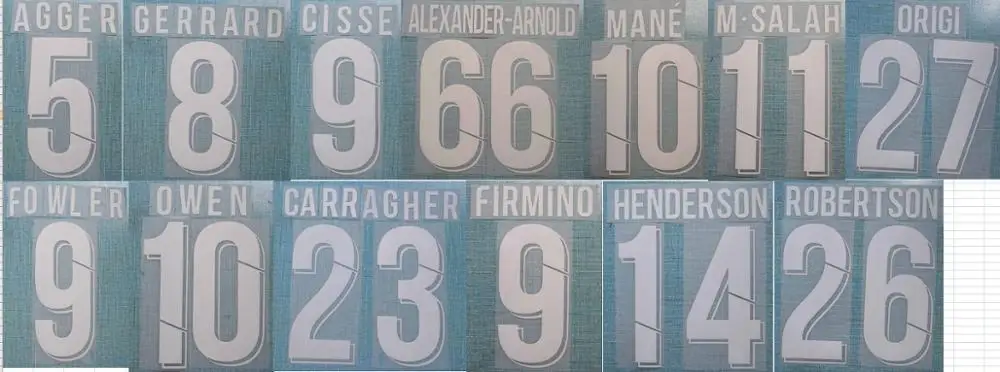 AGGER GERRARD CISSE ALEXANDER-ARNOLD MANÉ M·SALAH ORIGI
5 8 9 66 10 11 27
FOWLER OWEN CARRAGHER FIRMINO HENDERSON ROBERTSON
9 10 23 9 14 26